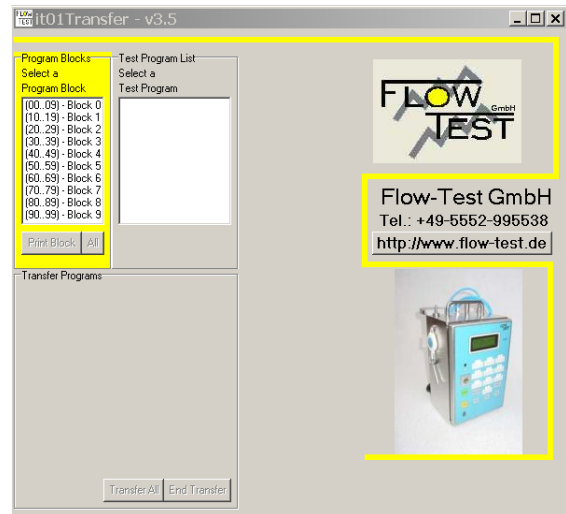 it01Transfer - v3.5
Program Blocks
Select a
Program Block
(00..09) - Block 0
(10..19) - Block 1
(20..29) - Block 2
(30..39) - Block 3
(40..49) - Block 4
(50..59) - Block 5
(60..69) - Block 6
(70..79) - Block 7
(80..89) - Block 8
(90..99) - Block 9
Print Block
All
Test Program List
Select a
Test Program
FLOW
GmbH
TEST
Flow-Test GmbH
Tel.: +49-5552-995538
http://www.flow-test.de
Transfer Programs
Transfer All
End Transfer